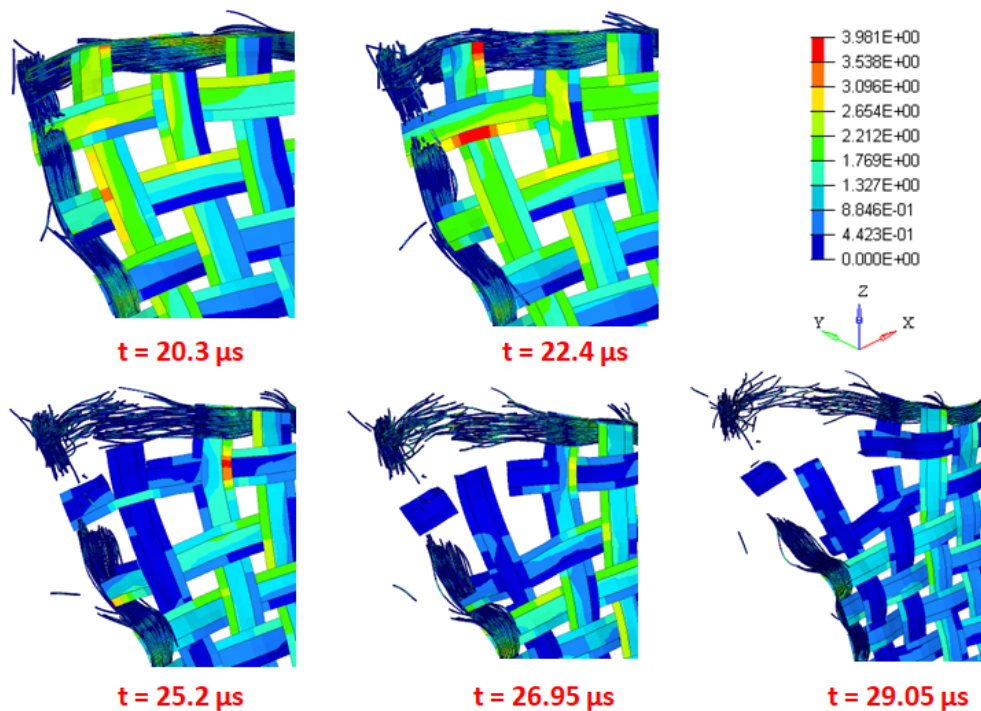 3.981E+00
3.538E+00
3.096E+00
2.654E+00
2.212E+00
1.769E+00
1.327E+00
8.846E-01
4.423E-01
0.000E+00
Z
Y X
t = 20.3 µs
t = 22.4 µs
t = 25.2 µs
t = 26.95 µs
t = 29.05 µs